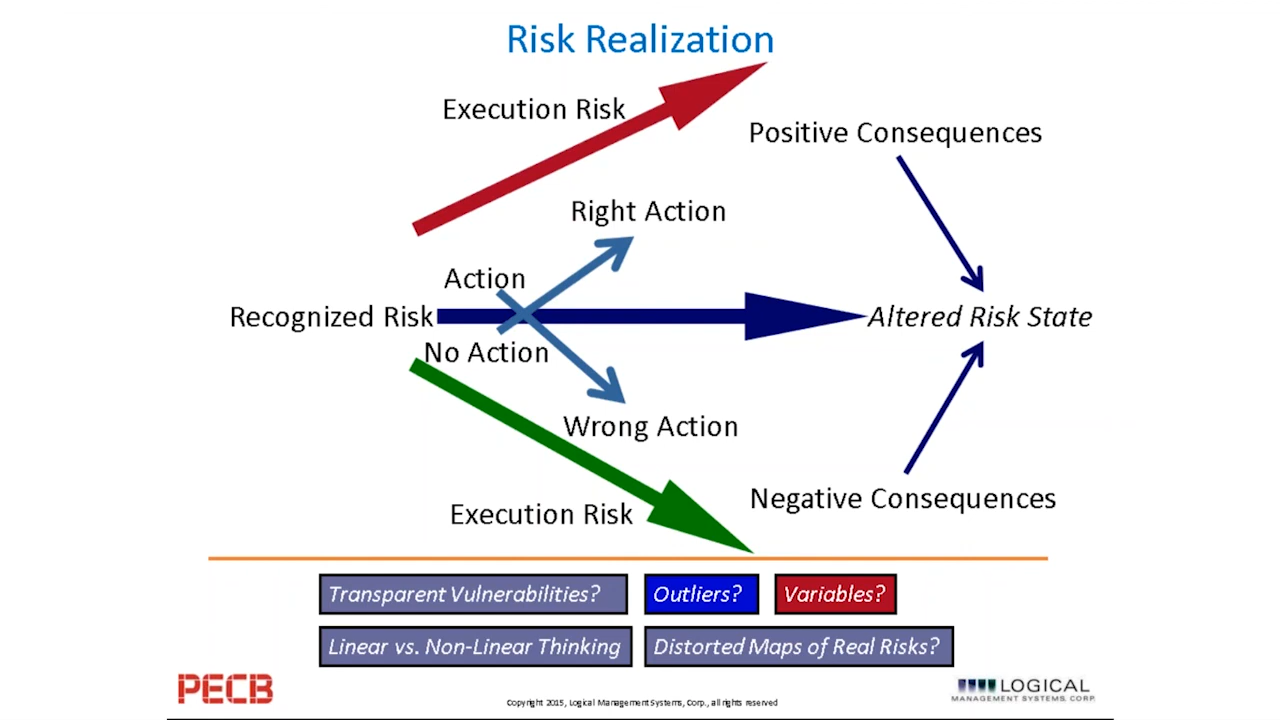 Risk Realization
Execution Risk
Positive Consequences
Right Action
Action
Recognized Risk
Altered Risk State
No Action
Wrong Action
Negative Consequences
Execution Risk
Transparent Vulnerabilities?
Outliers?
Variables?
Linear vs. Non-Linear Thinking
Distorted Maps of Real Risks?
PECB
Copyright 2015, Logical Management Systems, Corp., all rights reserved
LOGICAL
MANAGEMENT SYSTEMS, CORP.